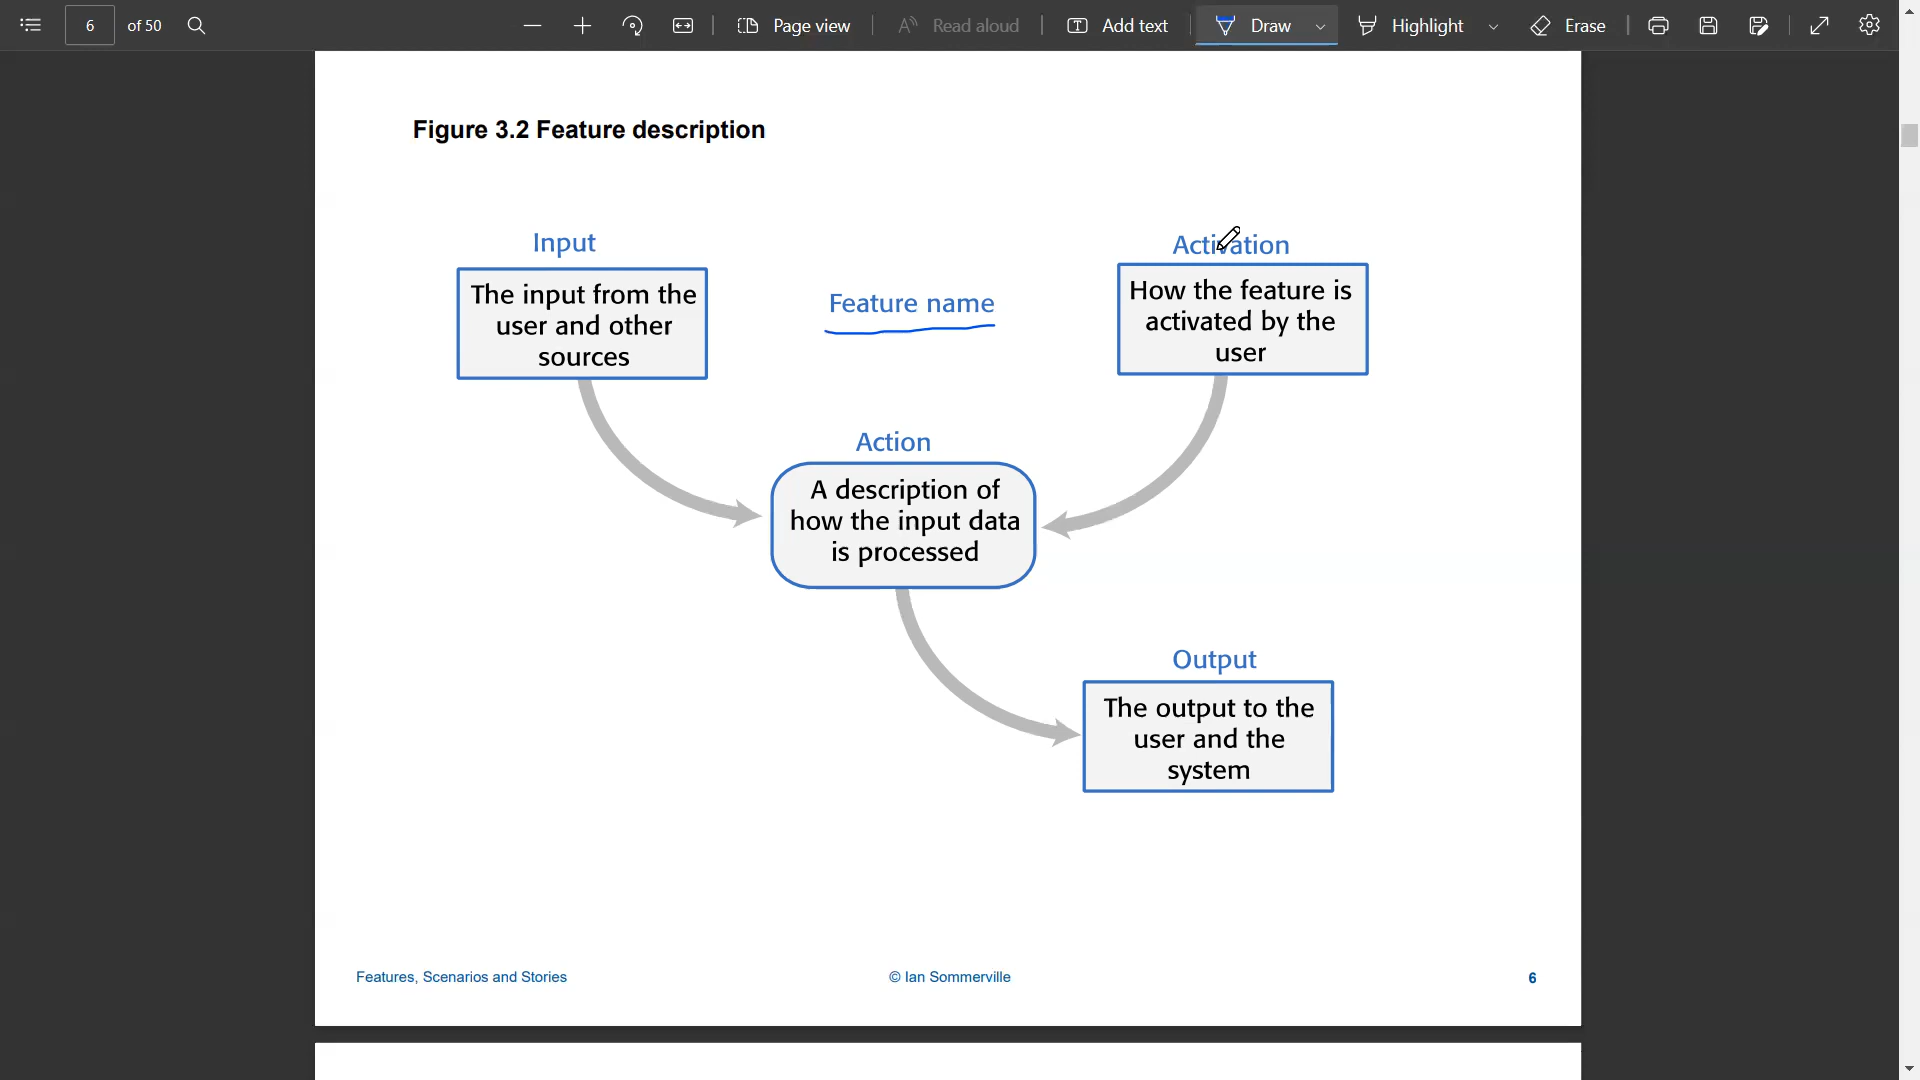 6 of 50 Page view Read aloud Add text Draw Highlight Erase
Figure 3.2 Feature description
Input
The input from the
user and other
sources
Feature name
Activation
How the feature is
activated by the
user
Action
A description of
how the input data
is processed
Output
The output to the
user and the
system
Features, Scenarios and Stories © Ian Sommerville 6